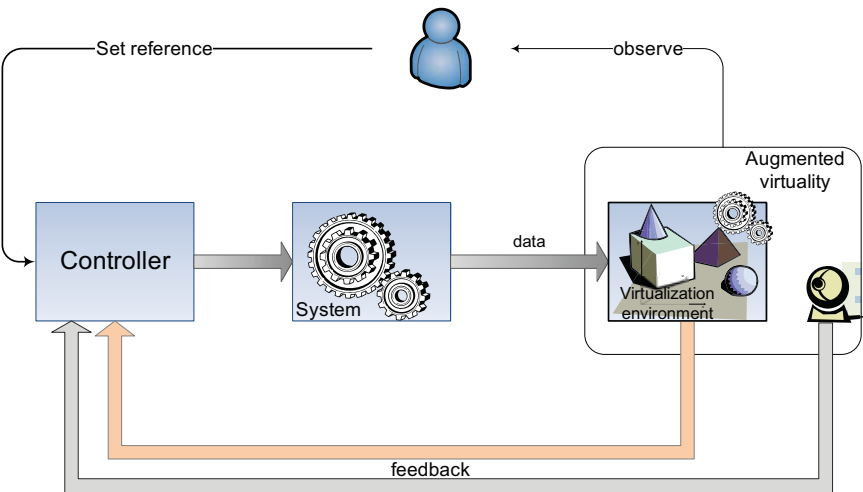 Set reference
observe
Augmented
virtuality
Controller
System
data
Virtualization
environment
feedback